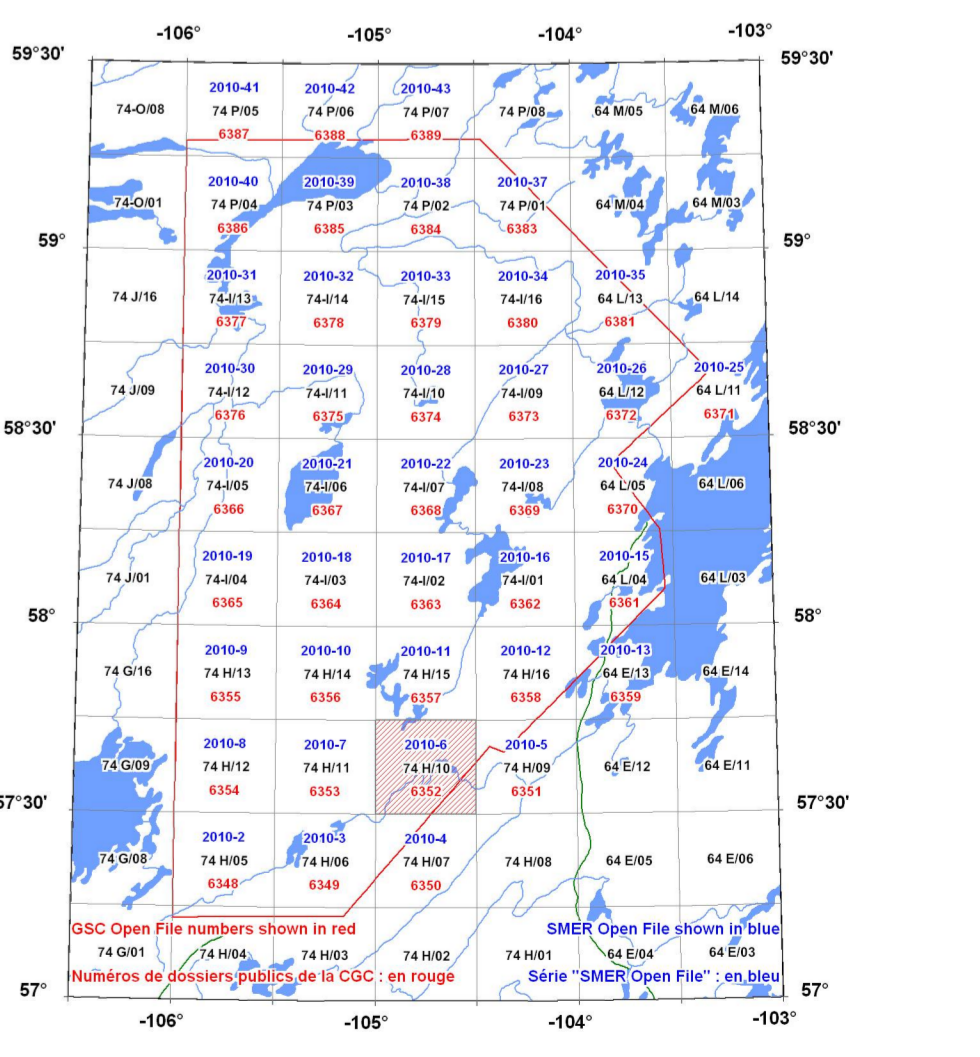 -106° -105° -104° -103°
59°30' 59°30'
2010-41 2010-42 2010-43
74-O/08 74 P/05 74 P/06 74 P/07 74 P/08 64 M/05 64 M/06
6387 6388 6389
2010-40 2010-39 2010-38 2010-37
74-O/01 74 P/04 74 P/03 74 P/02 74 P/01 64 M/04 64 M/03
6386 6385 6384 6383
59° 59°
2010-31 2010-32 2010-33 2010-34 2010-35
74 J/16 74-I/13 74-I/14 74-I/15 74-I/16 64 L/13 64 L/14
6377 6378 6379 6380 6381
2010-30 2010-29 2010-28 2010-27 2010-26 2010-25
74 J/09 74-I/12 74-I/11 74-I/10 74-I/09 64 L/12 64 L/11
6376 6375 6374 6373 6372 6371
58°30' 58°30'
2010-20 2010-21 2010-22 2010-23 2010-24
74 J/08 74-I/05 74-I/06 74-I/07 74-I/08 64 L/05 64 L/06
6366 6367 6368 6369 6370
2010-19 2010-18 2010-17 2010-16 2010-15
74 J/01 74-I/04 74-I/03 74-I/02 74-I/01 64 L/04 64 L/03
6365 6364 6363 6362 6361
58° 58°
2010-9 2010-10 2010-11 2010-12 2010-13
74 G/16 74 H/13 74 H/14 74 H/15 74 H/16 64 E/13 64 E/14
6355 6356 6357 6358 6359
2010-8 2010-7 2010-6 2010-5
74 G/09 74 H/12 74 H/11 74 H/10 74 H/09 64 E/12 64 E/11
6354 6353 6352 6351
57°30' 57°30'
2010-2 2010-3 2010-4
74 G/08 74 H/05 74 H/06 74 H/07 74 H/08 64 E/05 64 E/06
6348 6349 6350
GSC Open File numbers shown in red SMER Open File shown in blue
74 G/01 74 H/04 74 H/03 74 H/02 74 H/01 64 E/04 64 E/03
Numéros de dossiers publics de la CGC : en rouge Série "SMER Open File" : en bleu
57° 57°
-106° -105° -104° -103°